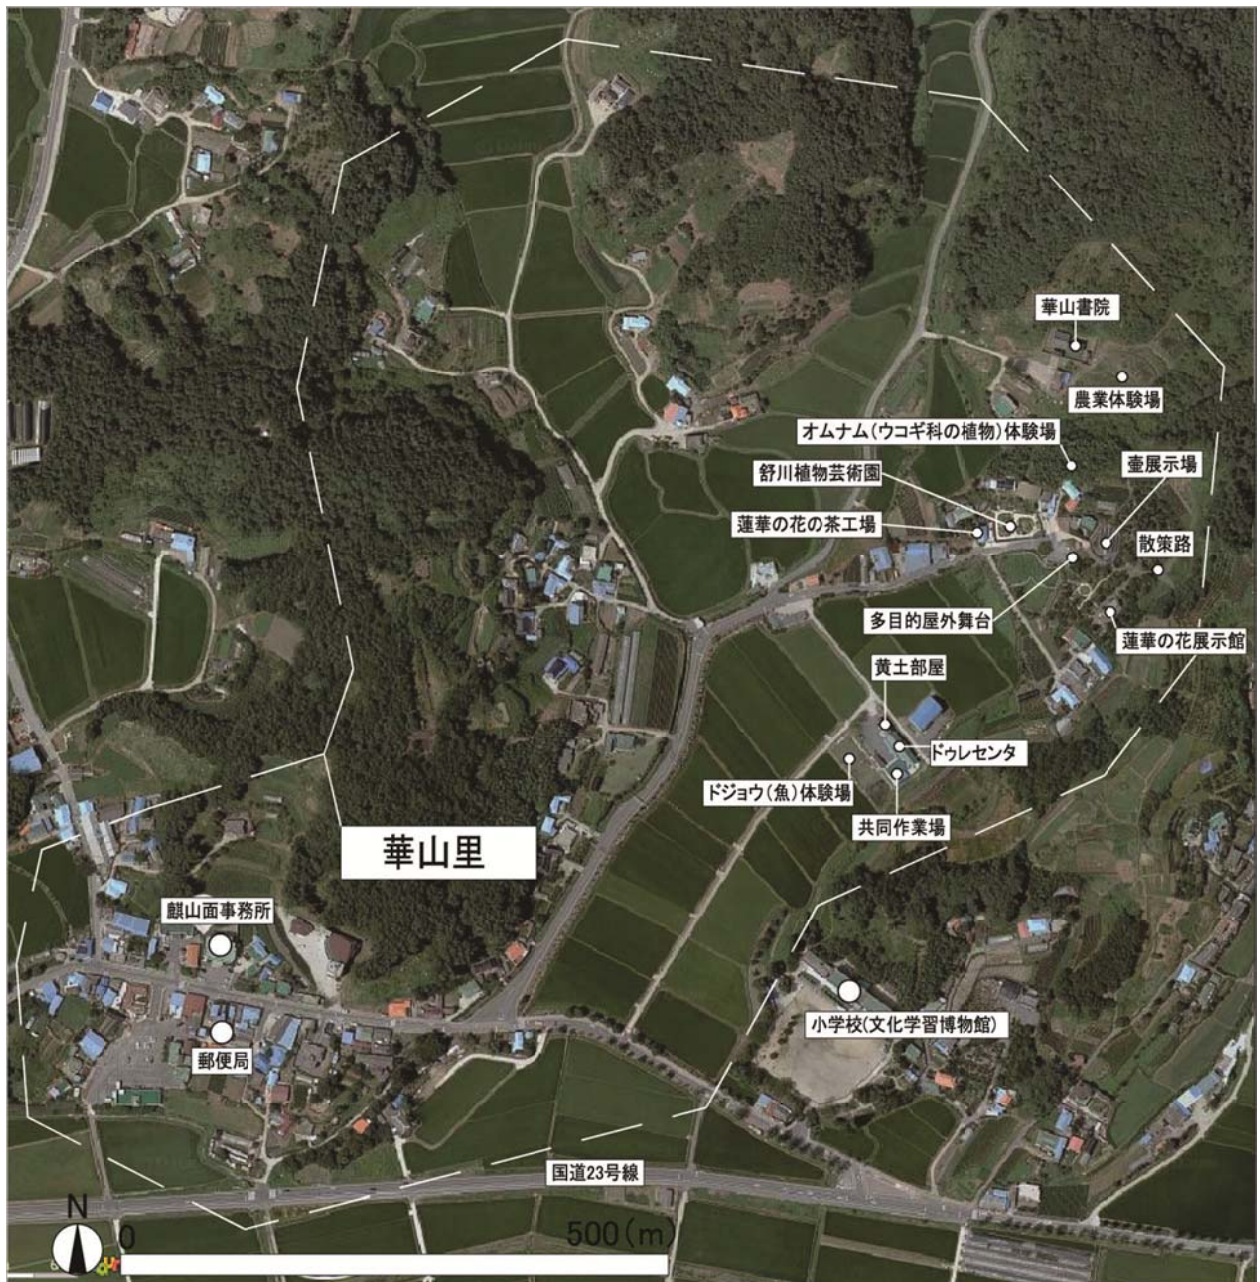 華山書院
農業体験場
オムナム(ウコギ科の植物)体験場
壷展示場
舒川植物芸術園
蓮華の花の茶工場
散策路
多目的屋外舞台
蓮華の花展示館
黄土部屋
ドゥレセンタ
ドジョウ(魚)体験場
共同作業場
華山里
麒山面事務所
小学校(文化学習博物館)
郵便局
国道23号線
N
0
500(m)